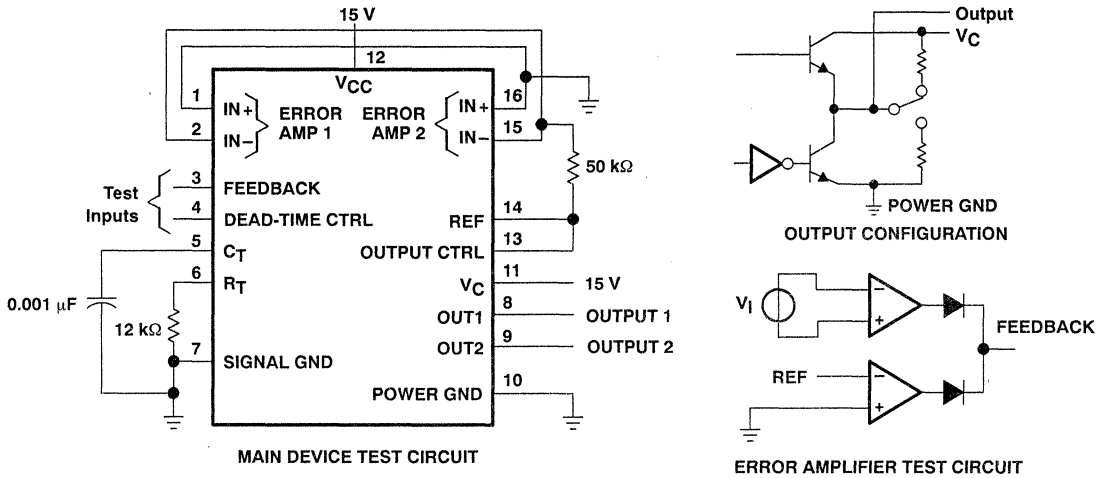 15 V
12
VCC
1
IN+
2
IN−
ERROR
AMP 1
ERROR
AMP 2
IN+
16
IN−
15
50 kΩ
Test
Inputs
3
FEEDBACK
4
DEAD-TIME CTRL
5
CT
6
RT
0.001 µF
12 kΩ
7
SIGNAL GND
REF
14
OUTPUT CTRL
13
VC
11
15 V
OUT1
8
OUTPUT 1
OUT2
9
OUTPUT 2
POWER GND
10
MAIN DEVICE TEST CIRCUIT
Output
VC
POWER GND
OUTPUT CONFIGURATION
VI
−
+
FEEDBACK
REF
−
+
ERROR AMPLIFIER TEST CIRCUIT